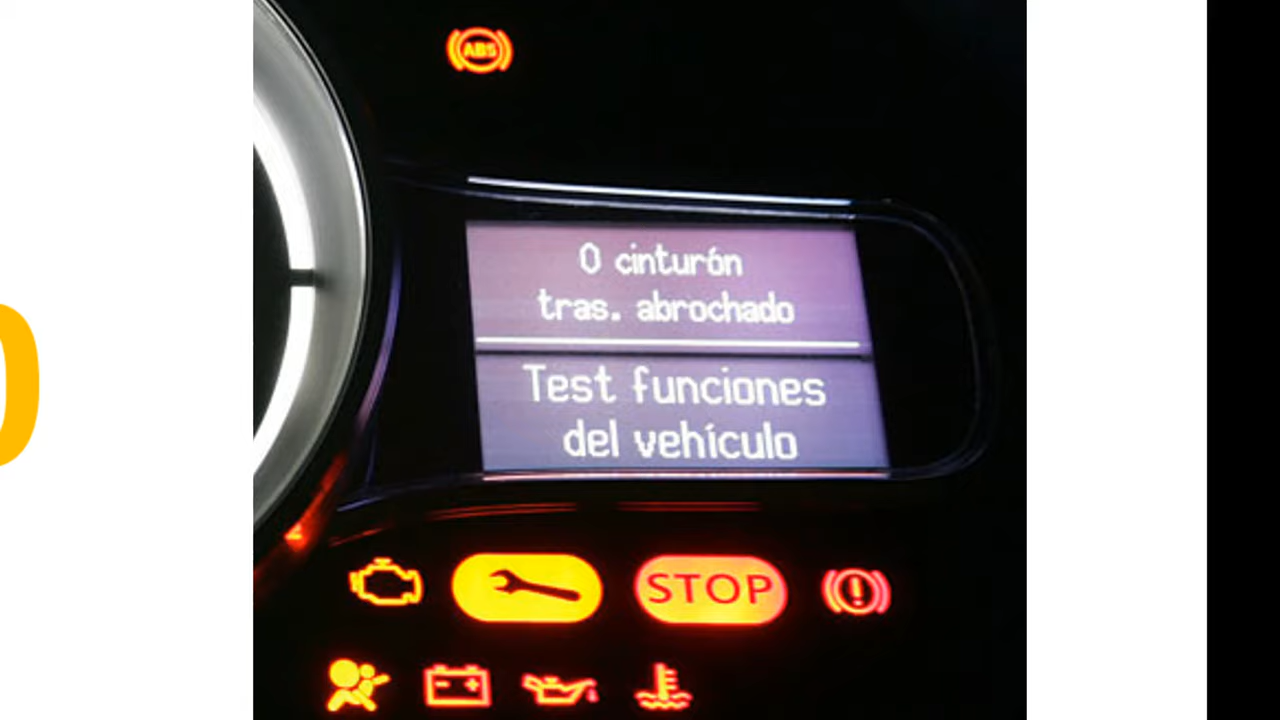 ABS
0 cinturón
tras. abrochado
Test funciones
del vehículo
STOP